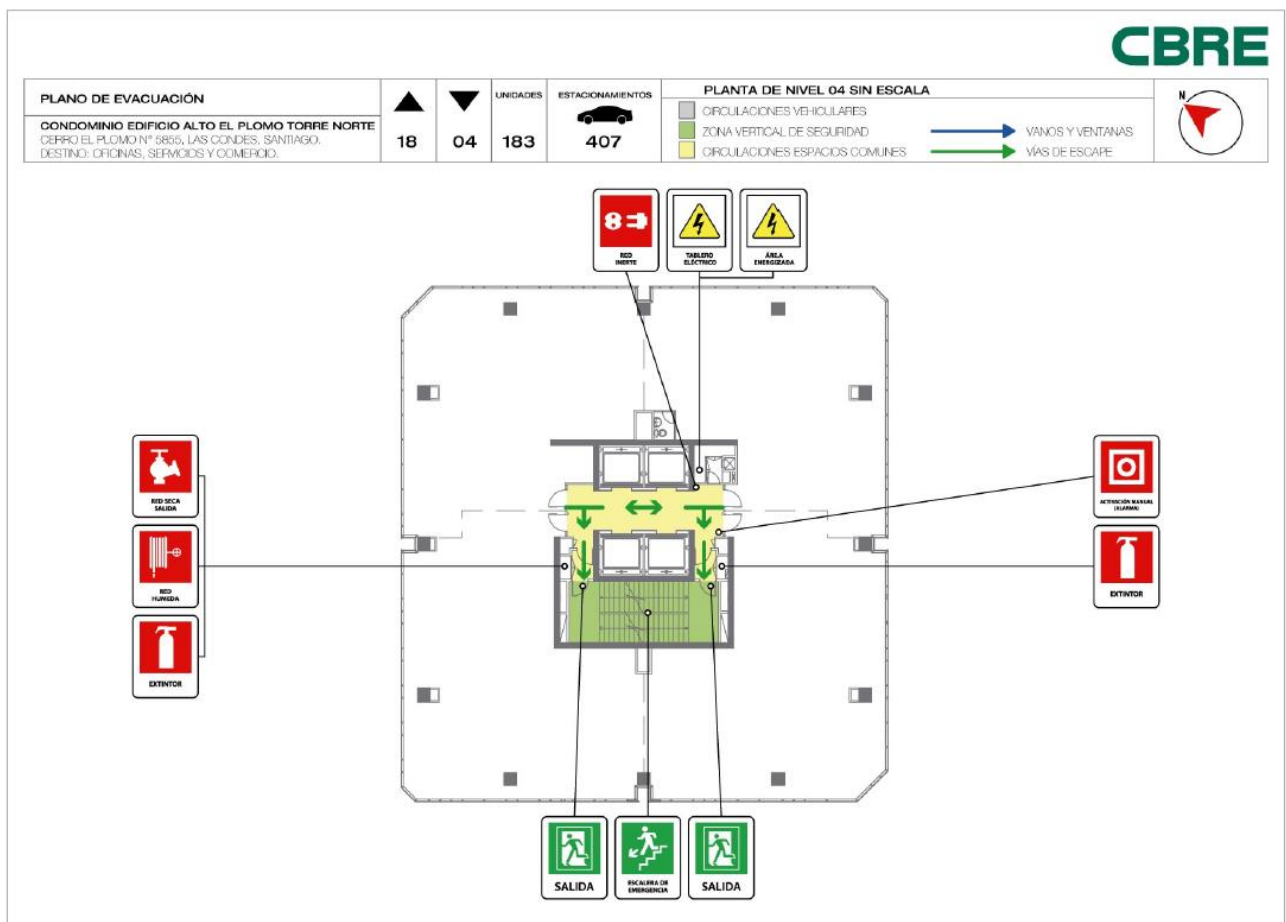 CBRE
PLANO DE EVACUACIÓN
CONDOMINIO EDIFICIO ALTO EL PLOMO TORRE NORTE
CERRO EL PLOMO N° 5855, LAS CONDES, SANTIAGO.
DESTINO: OFICINAS, SERVICIOS Y COMERCIO.
18
04
UNIDADES
183
ESTACIONAMIENTOS
407
PLANTA DE NIVEL 04 SIN ESCALA
CIRCULACIONES VEHICULARES
ZONA VERTICAL DE SEGURIDAD
CIRCULACIONES ESPACIOS COMUNES
VANOS Y VENTANAS
VÍAS DE ESCAPE
N
8
RED
INERTE
TABLERO
ELÉCTRICO
ÁREA
ENERGIZADA
RED SECA
SALIDA
RED
HUMEDA
EXTINTOR
ACTIVACIÓN MANUAL
(ALARMA)
EXTINTOR
SALIDA
ESCALERA DE
EMERGENCIA
SALIDA